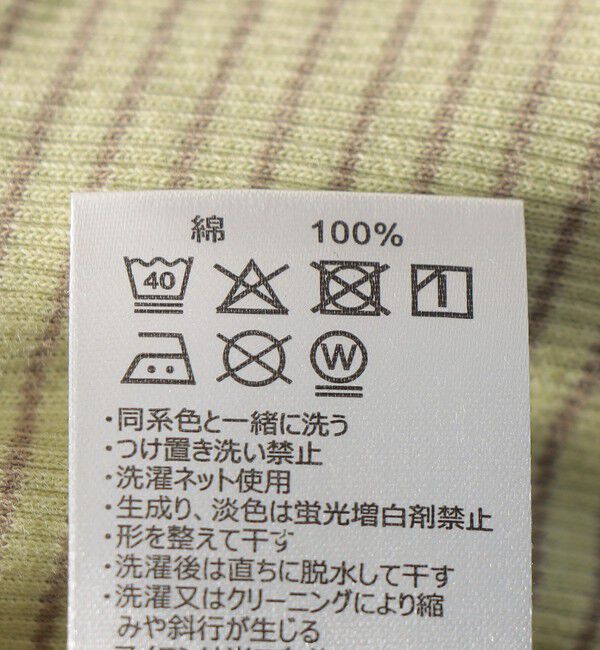 綿 100%
40
W
・同系色と一緒に洗う
・つけ置き洗い禁止
・洗濯ネット使用
・生成り、淡色は蛍光増白剤禁止
・形を整えて干す
・洗濯後は直ちに脱水して干す
・洗濯又はクリーニングにより縮
みや斜行が生じる